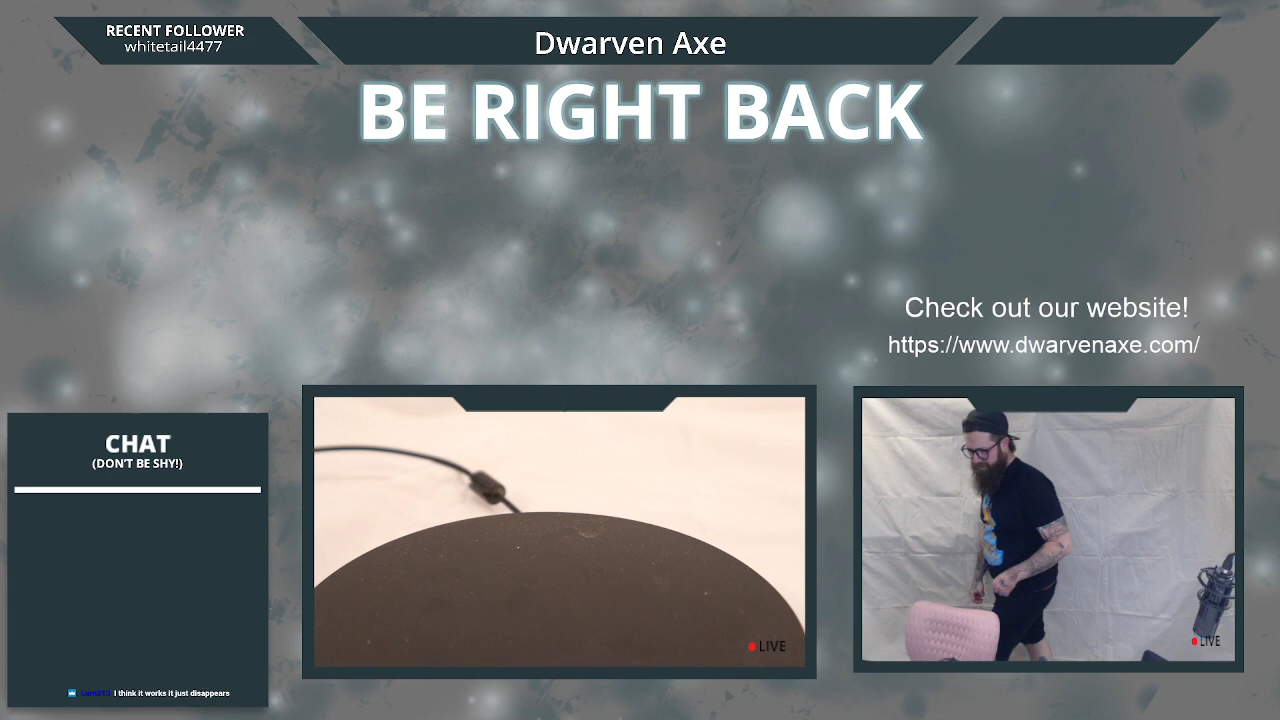 RECENT FOLLOWER
whitetail4477
Dwarven Axe
BE RIGHT BACK
Check out our website!
https://www.dwarvenaxe.com/
CHAT
(DON'T BE SHY!)
I think it works it just disappears
LIVE
LIVE